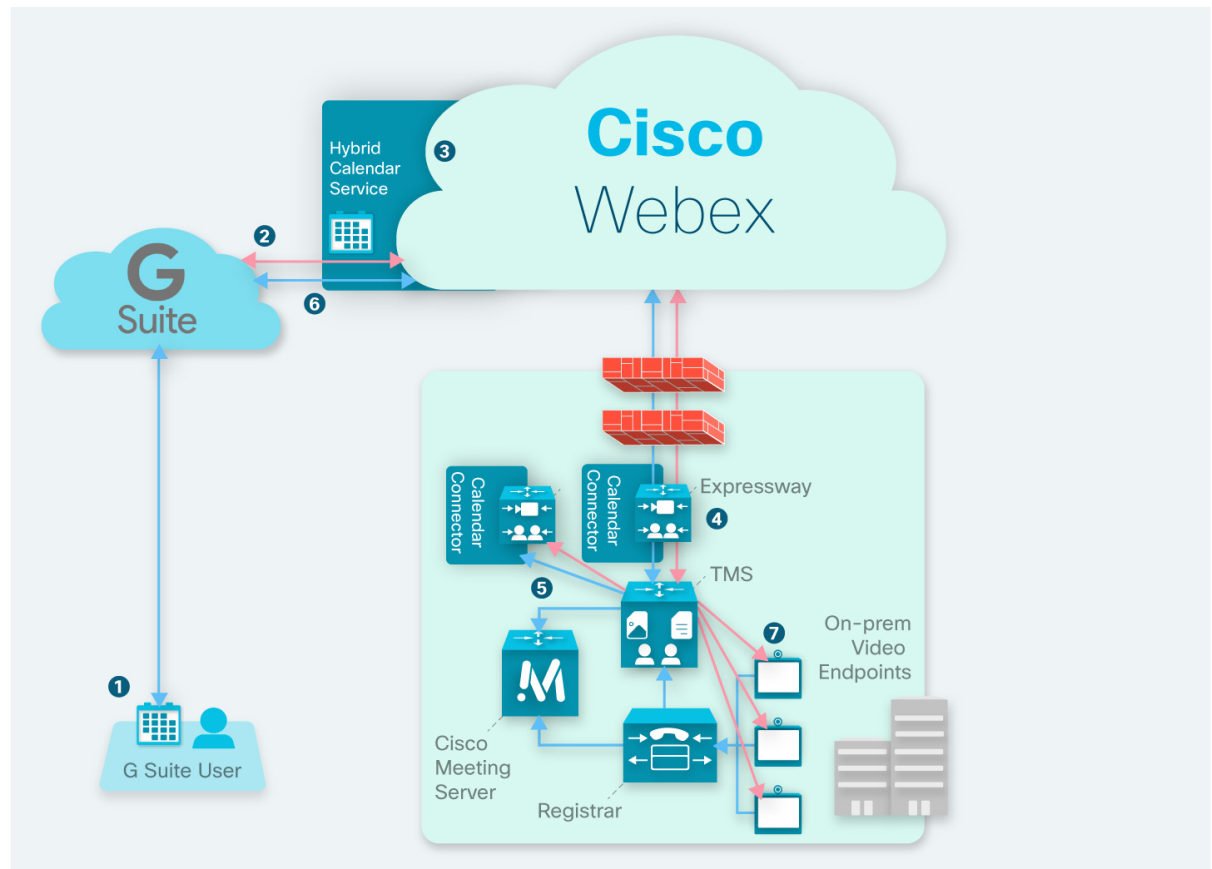 Cisco
Webex
Hybrid
Calendar
Service
3
2
G
Suite
6
Calendar
Connector
Calendar
Connector
Expressway
4
TMS
5
7
On-prem
Video
Endpoints
1
M
Cisco
Meeting
Server
G Suite User
Registrar